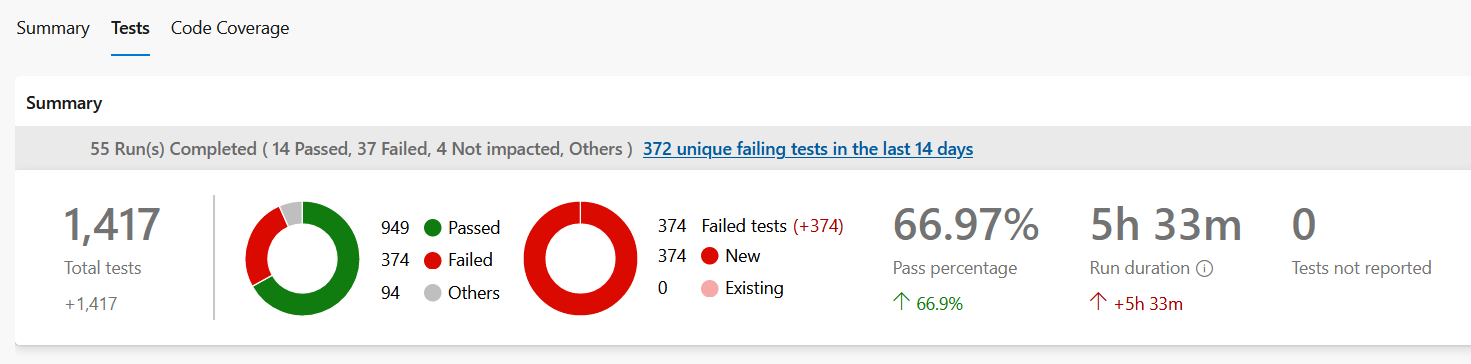 Summary Tests Code Coverage
Summary
55 Run(s) Completed ( 14 Passed, 37 Failed, 4 Not impacted, Others ) 372 unique failing tests in the last 14 days
1,417
Total tests
+1,417
949 Passed
374 Failed
94 Others
374 Failed tests (+374)
374 New
0 Existing
66.97%
Pass percentage
↑ 66.9%
5h 33m
Run duration
↑ +5h 33m
0
Tests not reported